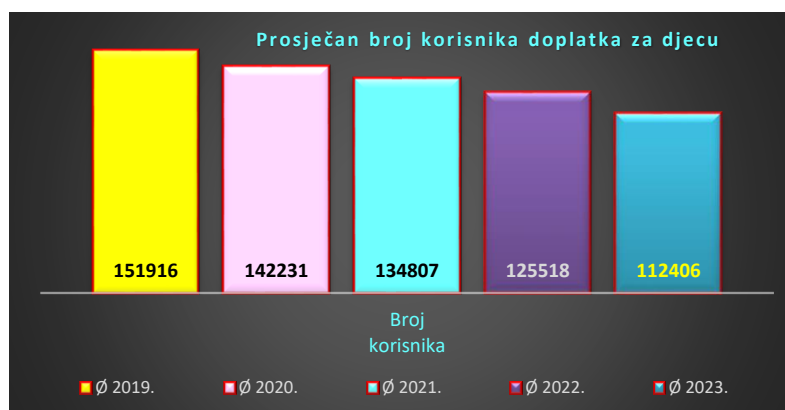 Prosječan broj korisnika doplatka za djecu
151916 142231 134807 125518 112406
Broj
korisnika
Ø 2019. Ø 2020. Ø 2021. Ø 2022. Ø 2023.